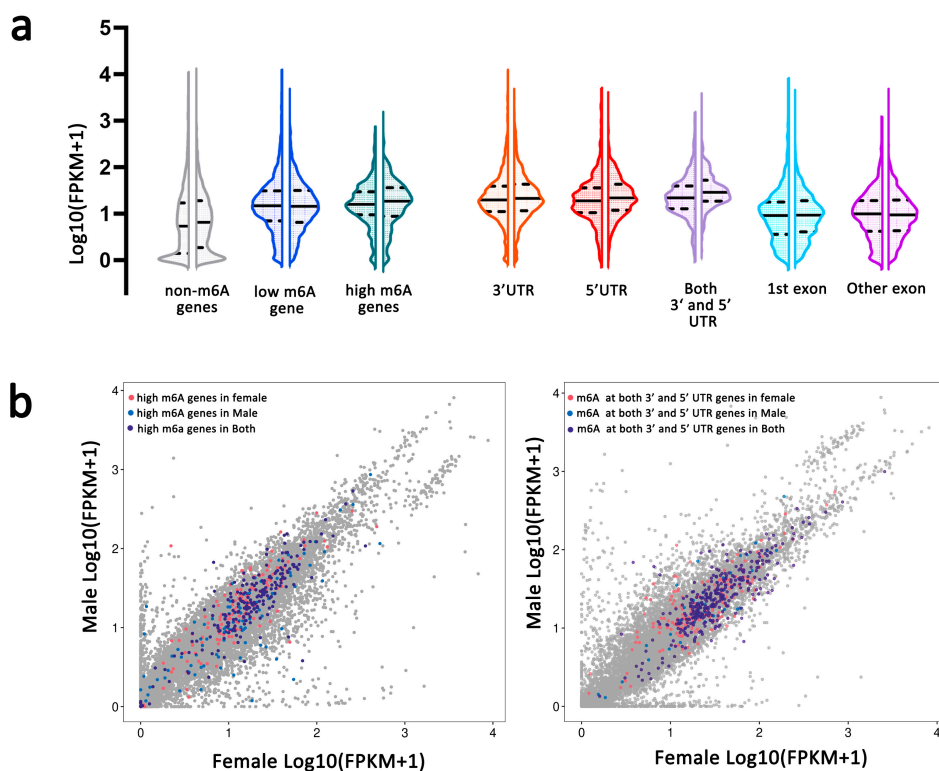 a
Log10(FPKM+1)
5
4
3
2
1
0
non-m6A
genes
low m6A
gene
high m6A
genes
3'UTR
5'UTR
Both
3‘ and 5'
UTR
1st exon
Other exon
b
Male Log10(FPKM+1)
4
3
2
1
0
high m6A genes in female
high m6A genes in Male
high m6a genes in Both
0
1
2
3
4
Female Log10(FPKM+1)
Male Log10(FPKM+1)
4
3
2
1
0
m6A at both 3’ and 5’ UTR genes in female
m6A at both 3’ and 5’ UTR genes in Male
m6A at both 3’ and 5’ UTR genes in Both
0
1
2
3
4
Female Log10(FPKM+1)